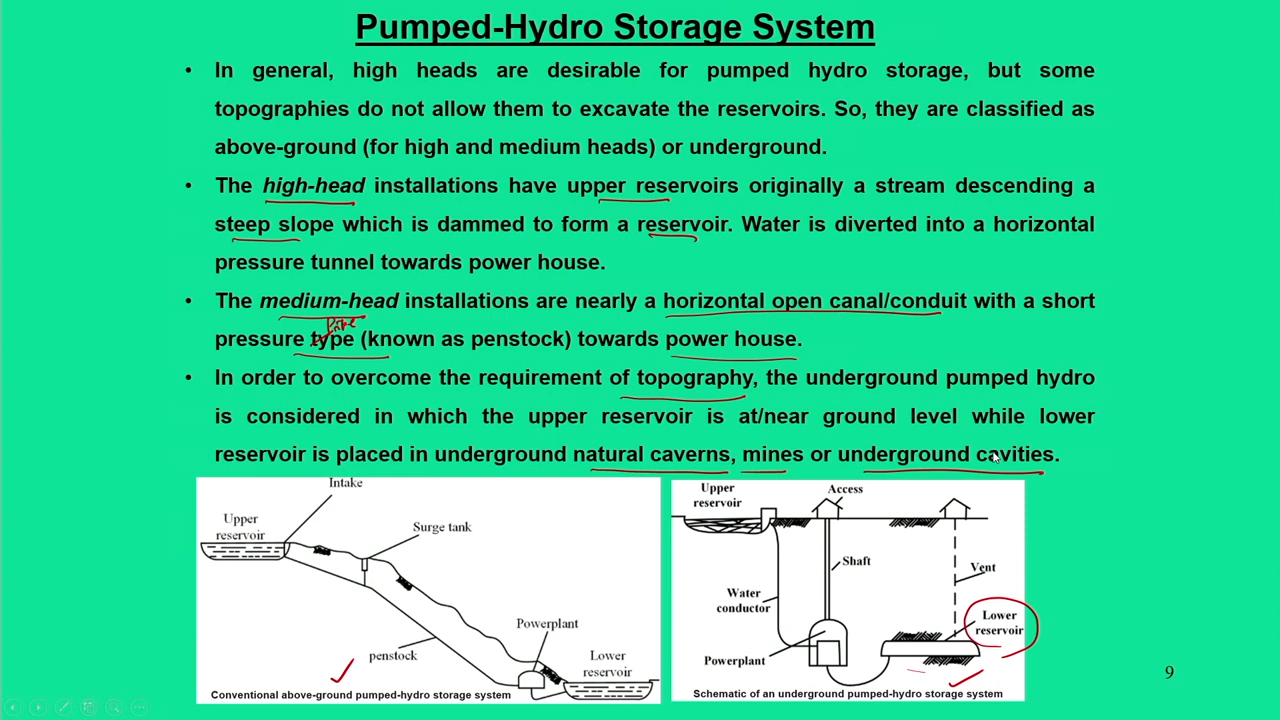 Pumped-Hydro Storage System
• In general, high heads are desirable for pumped hydro storage, but some
topographies do not allow them to excavate the reservoirs. So, they are classified as
above-ground (for high and medium heads) or underground.
• The high-head installations have upper reservoirs originally a stream descending a
steep slope which is dammed to form a reservoir. Water is diverted into a horizontal
pressure tunnel towards power house.
• The medium-head installations are nearly a horizontal open canal/conduit with a short
pipe
pressure type (known as penstock) towards power house.
• In order to overcome the requirement of topography, the underground pumped hydro
is considered in which the upper reservoir is at/near ground level while lower
reservoir is placed in underground natural caverns, mines or underground cavities.
Intake
Upper
reservoir
Surge tank
Powerplant
penstock
Lower
reservoir
Conventional above-ground pumped-hydro storage system
Upper
reservoir
Access
Shaft
Vent
Water
conductor
Lower
reservoir
Powerplant
Schematic of an underground pumped-hydro storage system
9